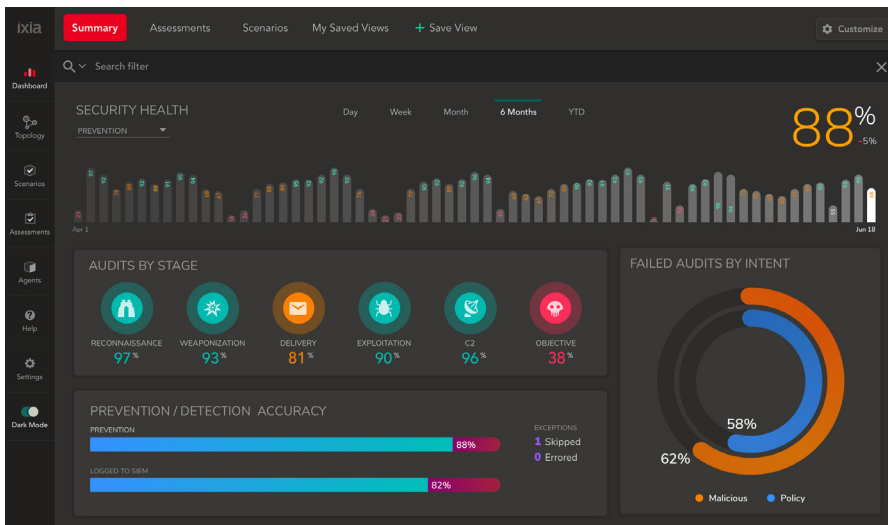 ixia
Summary
Assessments
Scenarios
My Saved Views
+ Save View
Customize
Search filter
Dashboard
Topology
Scenarios
Assessments
Agents
Help
Settings
Dark Mode
SECURITY HEALTH
PREVENTION
Day
Week
Month
6 Months
YTD
88%
-5%
Apr 1
Jun 18
AUDITS BY STAGE
RECONNAISSANCE
97%
WEAPONIZATION
93%
DELIVERY
81%
EXPLOITATION
90%
C2
96%
OBJECTIVE
38%
FAILED AUDITS BY INTENT
58%
62%
Malicious
Policy
PREVENTION / DETECTION ACCURACY
PREVENTION
88%
LOGGED TO SIEM
82%
EXCEPTIONS
1 Skipped
0 Errored